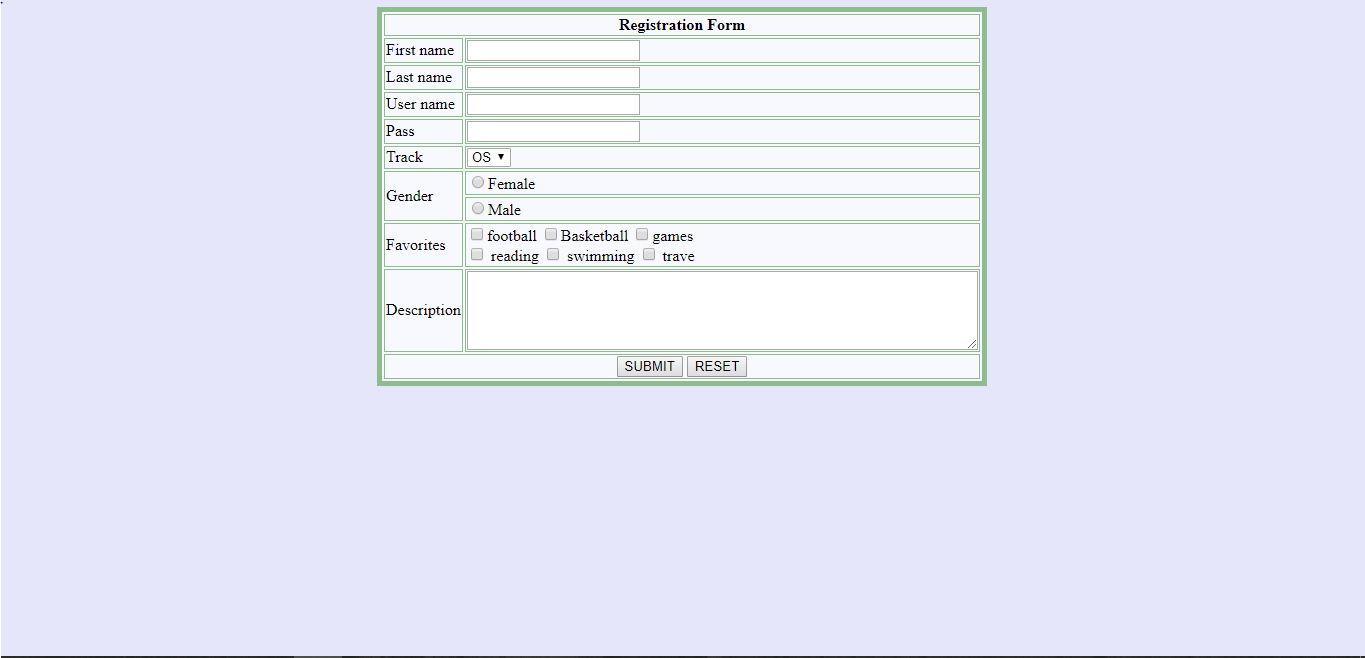 Registration Form
First name
Last name
User name
Pass
Track OS
Gender
Female
Male
Favorites
football Basketball games
reading swimming trave
Description
SUBMIT RESET